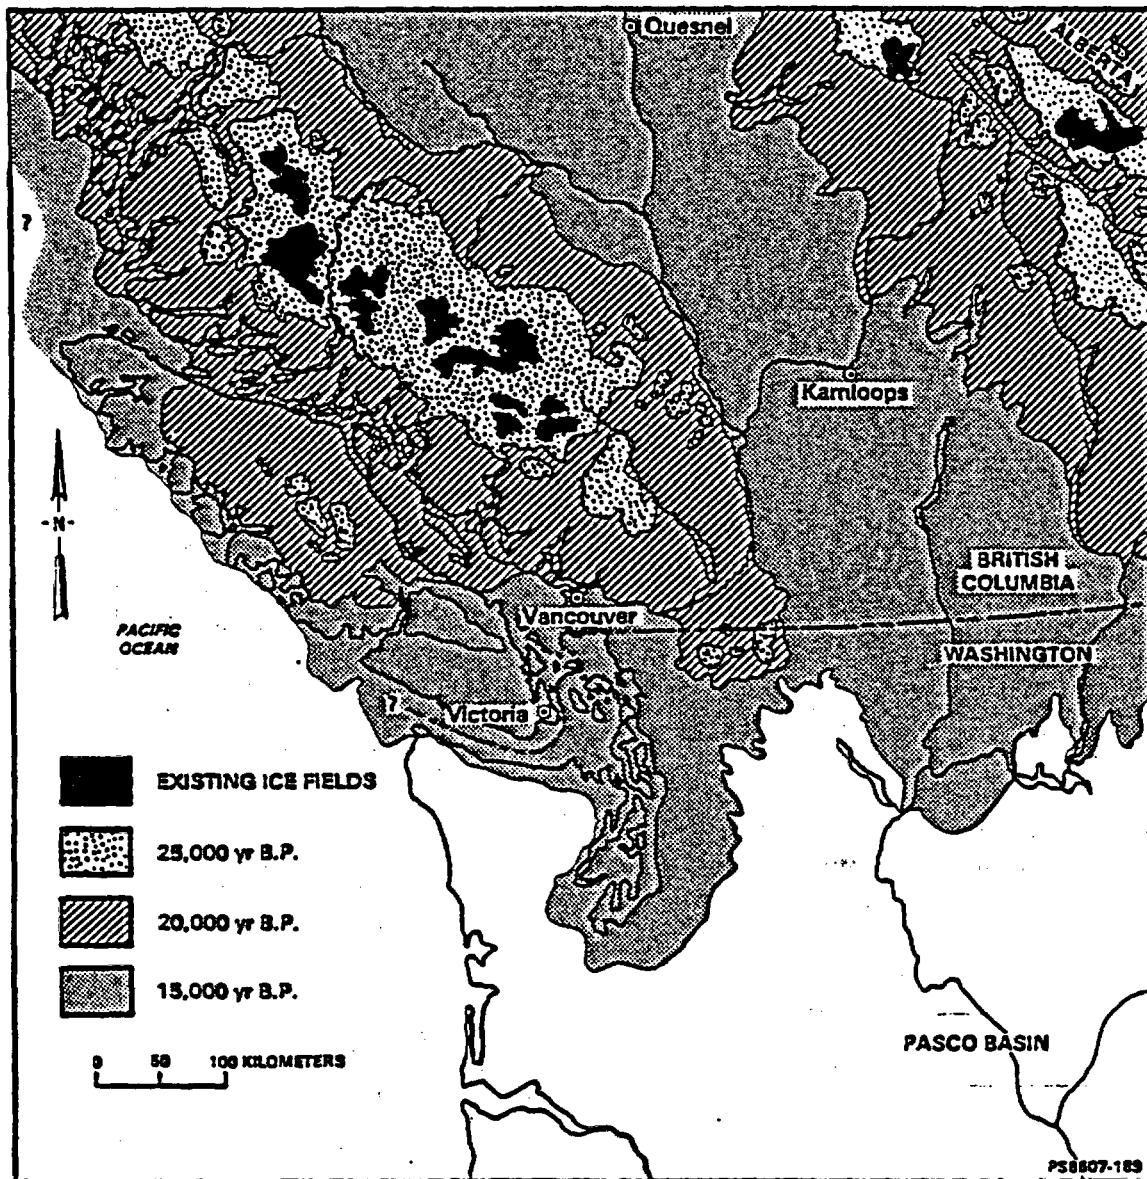 Quesnel
ALBERTA
?
Kamloops
-N-
BRITISH
COLUMBIA
Vancouver
PACIFIC
OCEAN
WASHINGTON
?
Victoria
EXISTING ICE FIELDS
25,000 yr B.P.
20,000 yr B.P.
15,000 yr B.P.
0 50 100 KILOMETERS
PASCO BASIN
PS8607-183